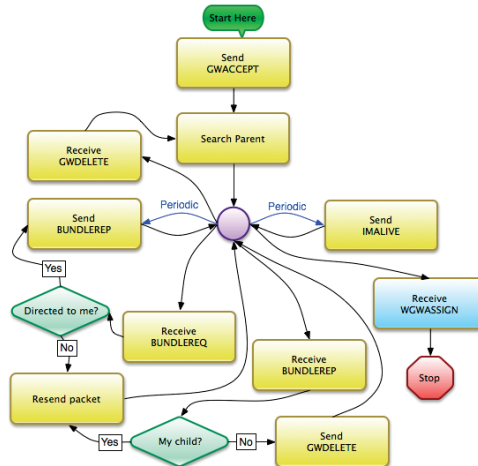 Start Here
Send
GWACCEPT
Search Parent
Receive
GWDELETE
Periodic
Periodic
Send
BUNDLEREP
Send
IMALIVE
Yes
Directed to me?
No
Receive
BUNDLEREQ
Receive
BUNDLEREP
Receive
WGWASSIGN
Stop
Resend packet
Yes
My child?
No
Send
GWDELETE